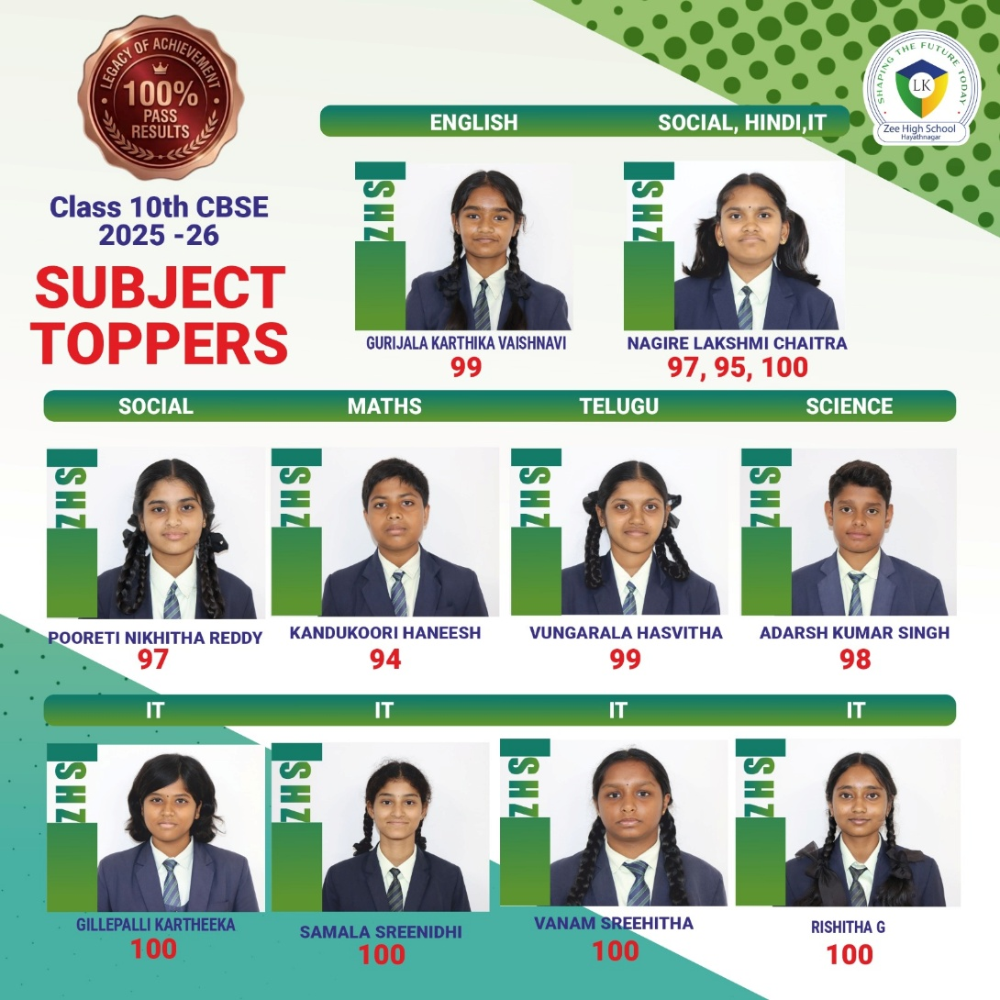 LEGACY OF ACHIEVEMENT
100%
PASS
RESULTS
SHAPING THE FUTURE TODAY
LK
Zee High School
Hayathnagar
Class 10th CBSE
2025 -26
SUBJECT
TOPPERS
ENGLISH SOCIAL, HINDI,IT
ZHS ZHS
GURIJALA KARTHIKA VAISHNAVI NAGIRE LAKSHMI CHAITRA
99 97, 95, 100
SOCIAL MATHS TELUGU SCIENCE
ZHS ZHS ZHS ZHS
POORETI NIKHITHA REDDY KANDUKOORI HANEESH VUNGARALA HASVITHA ADARSH KUMAR SINGH
97 94 99 98
IT IT IT IT
ZHS ZHS ZHS ZHS
GILLEPALLI KARTHEEKA SAMALA SREENIDHI VANAM SREEHITHA RISHITHA G
100 100 100 100